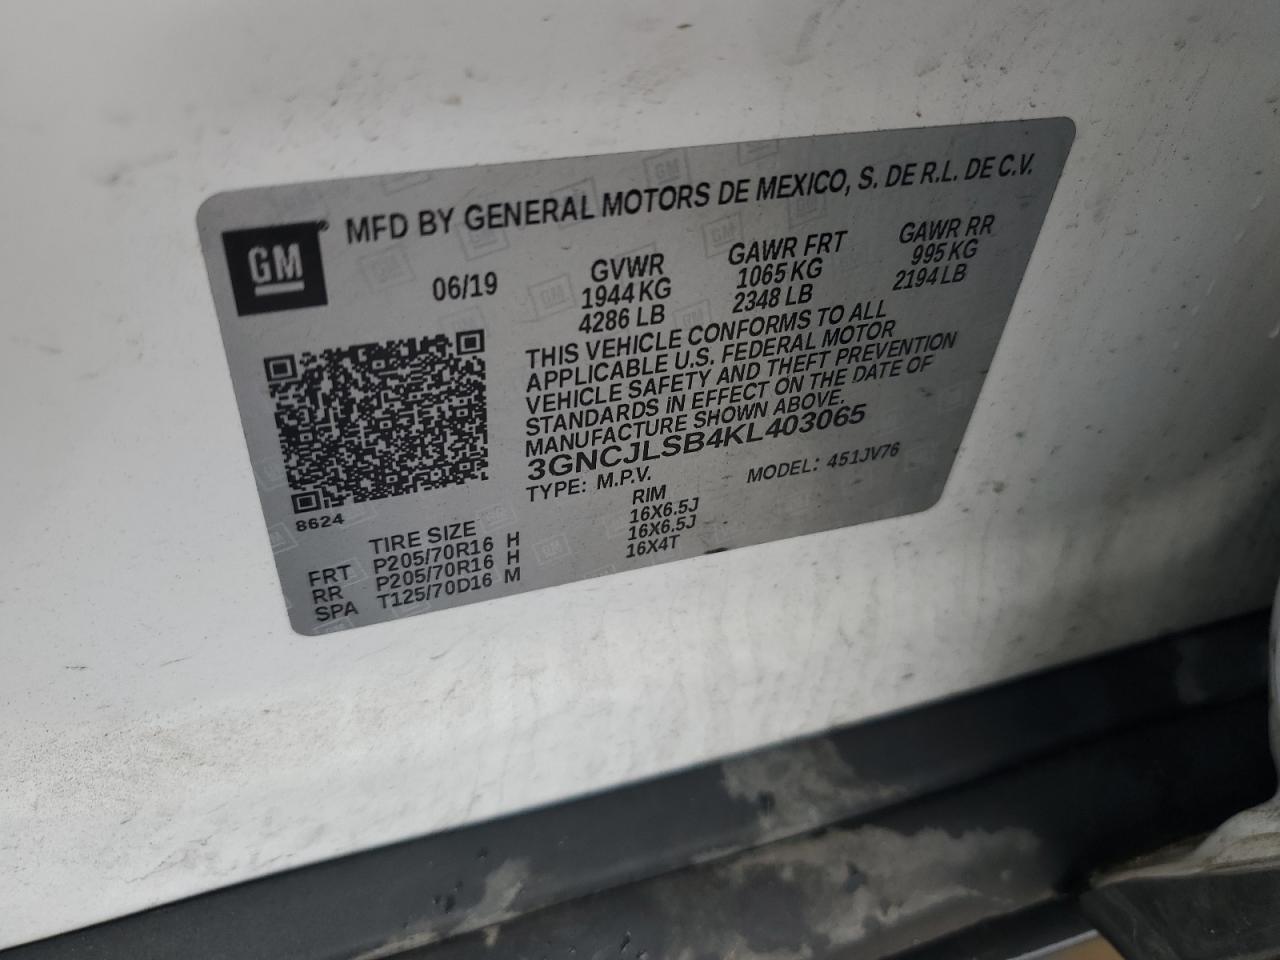 GM® MFD BY GENERAL MOTORS DE MEXICO, S. DE R.L. DE C.V.
06/19 GVWR GAWR FRT GAWR RR
1944 KG 1065 KG 995 KG
4286 LB 2348 LB 2194 LB
THIS VEHICLE CONFORMS TO ALL
APPLICABLE U.S. FEDERAL MOTOR
VEHICLE SAFETY AND THEFT PREVENTION
STANDARDS IN EFFECT ON THE DATE OF
MANUFACTURE SHOWN ABOVE.
3GNCJLSB4KL403065
TYPE: M.P.V. MODEL: 451JV76
8624
TIRE SIZE RIM
FRT P205/70R16 H 16X6.5J
RR P205/70R16 H 16X6.5J
SPA T125/70D16 M 16X4T